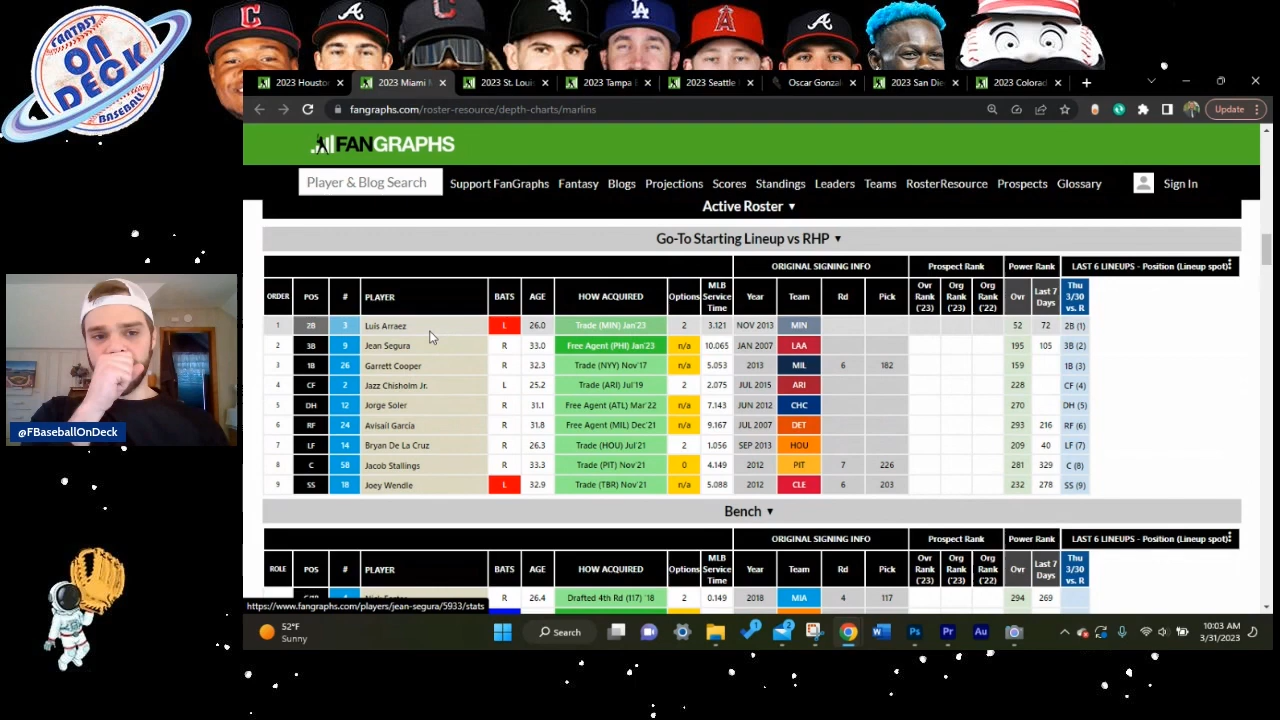 FANTASY
ON
DECK
BASEBALL
2023 Houston
2023 Miami M
2023 St. Loui
2023 Tampa B
2023 Seattle
Oscar Gonzal
2023 San Die
2023 Colorad
fangraphs.com/roster-resource/depth-charts/marlins
Update
FANGRAPHS
Player & Blog Search Support FanGraphs Fantasy Blogs Projections Scores Standings Leaders Teams RosterResource Prospects Glossary Sign In
Active Roster ▼
Go-To Starting Lineup vs RHP ▼
ORIGINAL SIGNING INFO Prospect Rank Power Rank LAST 6 LINEUPS - Position (Lineup spot)
ORDER POS # PLAYER BATS AGE HOW ACQUIRED Options MLB Service Time Year Team Rd Pick Ovr Rank ('23) Org Rank ('23) Org Rank ('22) Ovr Last 7 Days Thu 3/30 vs. R
1 2B 3 Luis Arraez L 26.0 Trade (MIN) Jan'23 2 3.121 NOV 2013 MIN 52 72 2B (1)
2 3B 9 Jean Segura R 33.0 Free Agent (PHI) Jan'23 n/a 10.065 JAN 2007 LAA 195 105 3B (2)
3 1B 26 Garrett Cooper R 32.3 Trade (NYY) Nov'17 n/a 5.053 2013 MIL 6 182 159 1B (3)
4 CF 2 Jazz Chisholm Jr. L 25.2 Trade (ARI) Jul'19 2 2.075 JUL 2015 ARI 228 CF (4)
5 DH 12 Jorge Soler R 31.1 Free Agent (ATL) Mar'22 n/a 7.143 JUN 2012 CHC 270 DH (5)
6 RF 24 Avisaíl García R 31.8 Free Agent (MIL) Dec'21 n/a 9.167 JUL 2007 DET 293 216 RF (6)
7 LF 14 Bryan De La Cruz R 26.3 Trade (HOU) Jul'21 2 1.056 SEP 2013 HOU 209 40 LF (7)
8 C 58 Jacob Stallings R 33.3 Trade (PIT) Nov'21 0 4.149 2012 PIT 7 226 281 329 C (8)
9 SS 18 Joey Wendle L 32.9 Trade (TBR) Nov'21 n/a 5.088 2012 CLE 6 203 232 278 SS (9)
Bench ▼
ORIGINAL SIGNING INFO Prospect Rank Power Rank LAST 6 LINEUPS - Position (Lineup spot)
ROLE POS # PLAYER BATS AGE HOW ACQUIRED Options MLB Service Time Year Team Rd Pick Ovr Rank ('23) Org Rank ('23) Org Rank ('22) Ovr Last 7 Days Thu 3/30 vs. R
R 26.4 Drafted 4th Rd (117) '18 2 0.149 2018 MIA 4 117 294 269
https://www.fangraphs.com/players/jean-segura/5933/stats
@FBaseballOnDeck
52°F
Sunny
Search
10:03 AM
3/31/2023